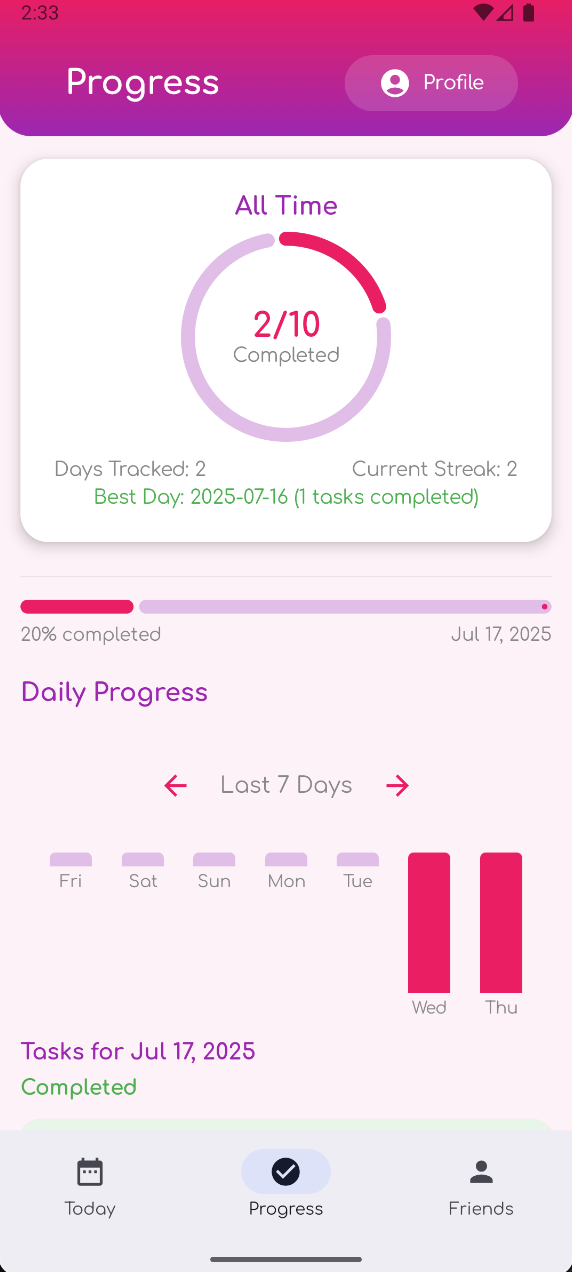 2:33
Progress
Profile
All Time
2/10
Completed
Days Tracked: 2 Current Streak: 2
Best Day: 2025-07-16 (1 tasks completed)
20% completed Jul 17, 2025
Daily Progress
Last 7 Days
Fri Sat Sun Mon Tue
Wed Thu
Tasks for Jul 17, 2025
Completed
Today Progress Friends